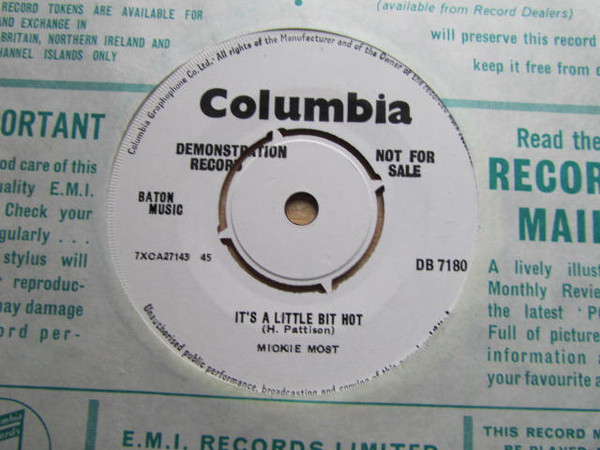 RECORD TOKENS ARE AVAILABLE FOR
AND EXCHANGE IN
BRITAIN, NORTHERN IRELAND AND
CHANNEL ISLANDS ONLY
(available from Record Dealers)
will preserve this record
keep it free from
ORTANT
od care of this
uality E.M.I.
Check your
gularly . . .
stylus will
reproduc-
may damage
ord per-
Columbia Graphophone Co. Ltd. All rights of the Manufacturer and of the Owner of the recorded
Columbia
DEMONSTRATION
RECORD
NOT FOR
SALE
BATON
MUSIC
7XCA27143 45
DB 7180
IT'S A LITTLE BIT HOT
(H. Pattison)
MICKIE MOST
Unauthorised public performance, broadcasting and copying of this
Read the
RECOR
MAI
A lively illust
Monthly Revie
the latest 'P
Full of picture
information a
your favourite a
E.M.I. RECORDS LIMITED
THIS RECORD
BE PLAYED